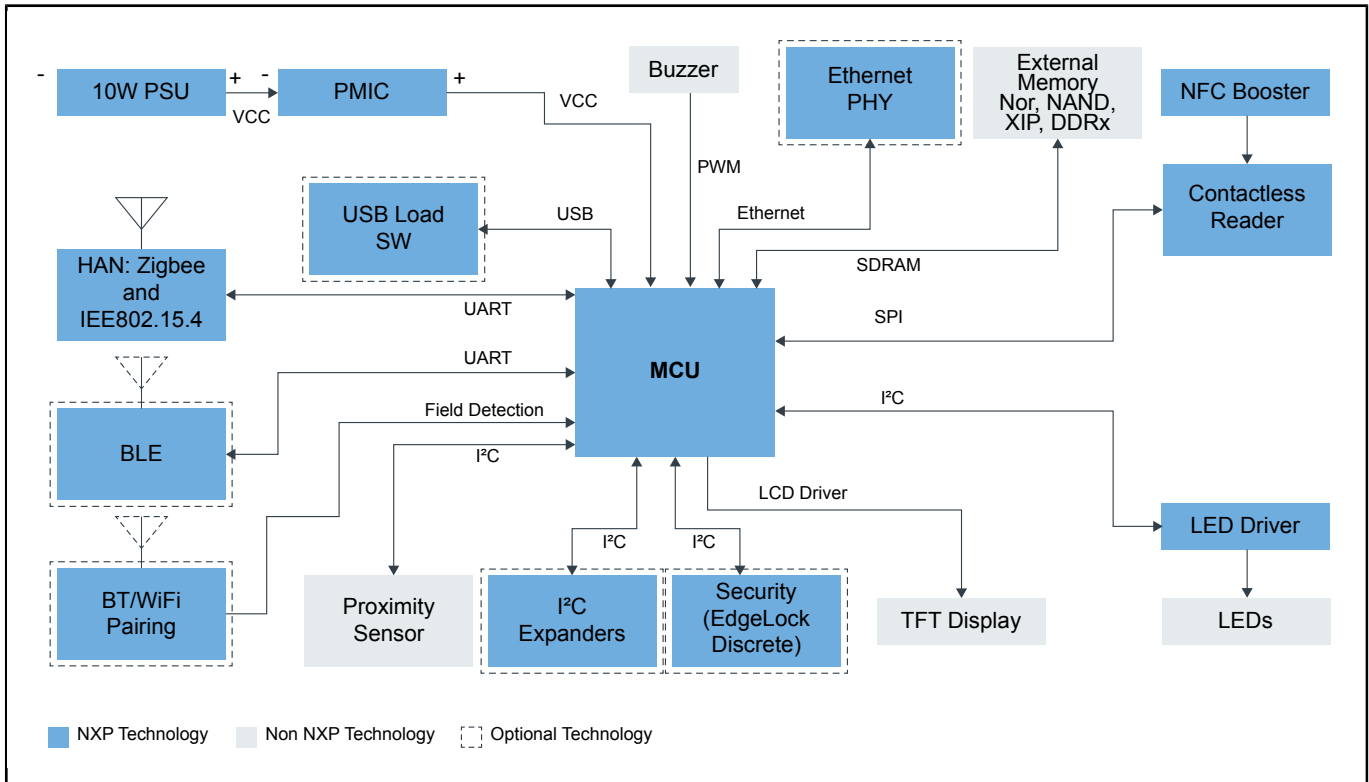 -
10W PSU
+
VCC
-
PMIC
+
VCC
Buzzer
PWM
Ethernet
PHY
Ethernet
External
Memory
Nor, NAND,
XIP, DDRx
SDRAM
NFC Booster
Contactless
Reader
SPI
USB Load
SW
USB
HAN: Zigbee
and
IEE802.15.4
UART
UART
MCU
I²C
BLE
Field Detection
I²C
BT/WiFi
Pairing
Proximity
Sensor
I²C
I²C
Expanders
I²C
Security
(EdgeLock
Discrete)
LCD Driver
TFT Display
LED Driver
LEDs
NXP Technology
Non NXP Technology
Optional Technology